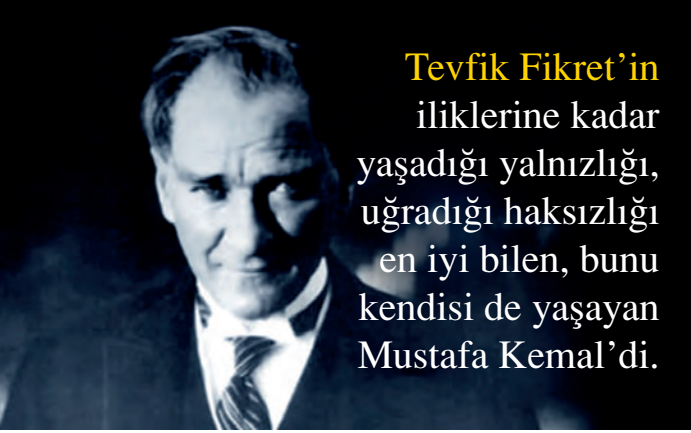 Tevfik Fikret’in
iliklerine kadar
yaşadığı yalnızlığı,
uğradığı haksızlığı
en iyi bilen, bunu
kendisi de yaşayan
Mustafa Kemal’di.